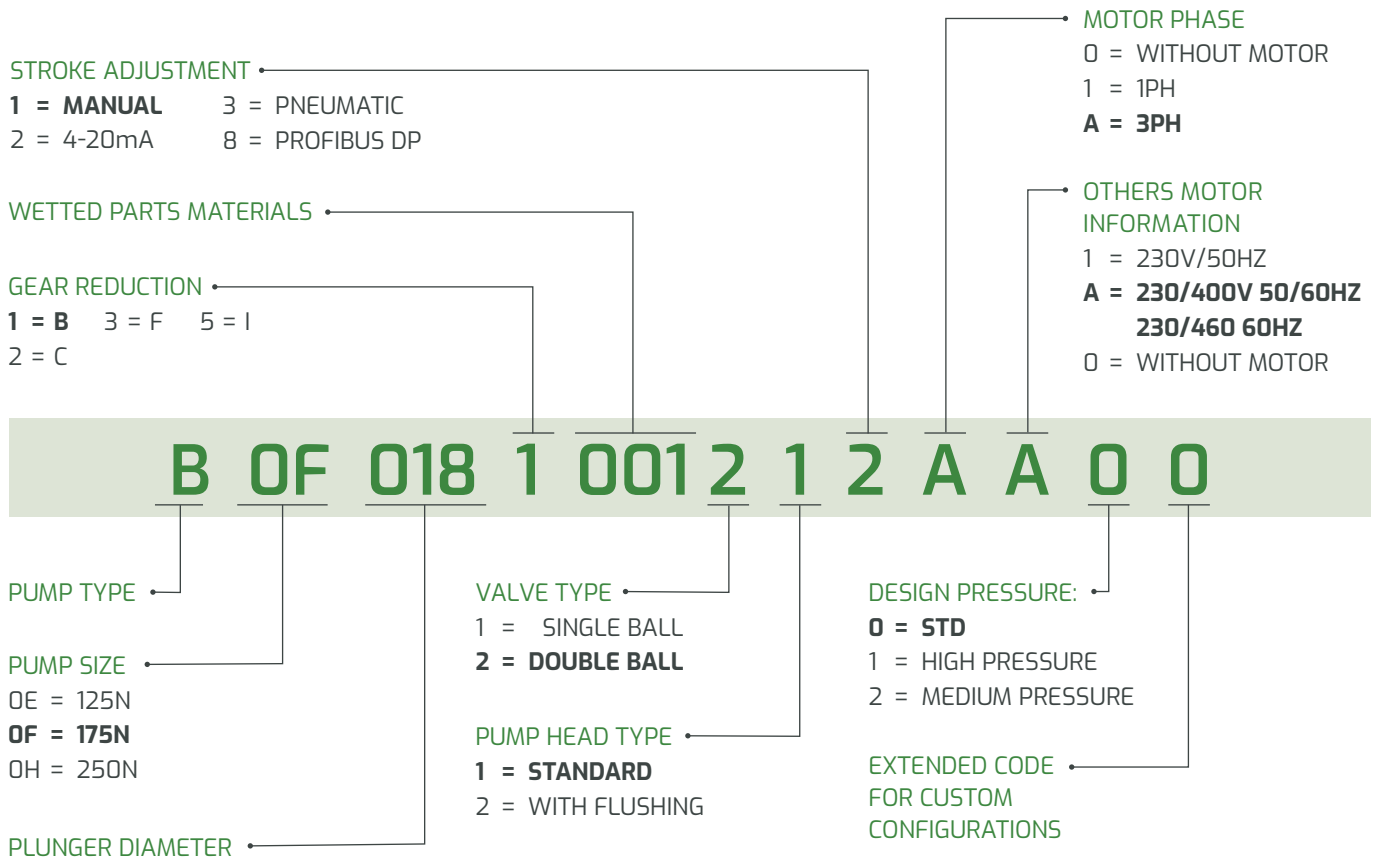 MOTOR PHASE
0 = WITHOUT MOTOR
1 = 1PH
A = 3PH
STROKE ADJUSTMENT
1 = MANUAL 3 = PNEUMATIC
2 = 4-20mA 8 = PROFIBUS DP
OTHERS MOTOR
INFORMATION
1 = 230V/50HZ
A = 230/400V 50/60HZ
230/460 60HZ
0 = WITHOUT MOTOR
WETTED PARTS MATERIALS
GEAR REDUCTION
1 = B 3 = F 5 = I
2 = C
B 0F 018 1 001 2 1 2 A A 0 0
PUMP TYPE
PUMP SIZE
0E = 125N
0F = 175N
0H = 250N
PLUNGER DIAMETER
VALVE TYPE
1 = SINGLE BALL
2 = DOUBLE BALL
PUMP HEAD TYPE
1 = STANDARD
2 = WITH FLUSHING
DESIGN PRESSURE:
0 = STD
1 = HIGH PRESSURE
2 = MEDIUM PRESSURE
EXTENDED CODE
FOR CUSTOM
CONFIGURATIONS